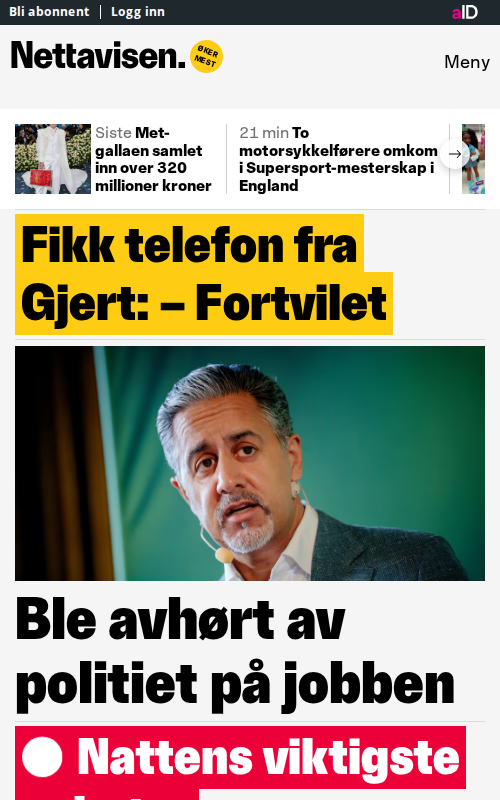 Bli abonnent | Logg inn
aID
Nettavisen.
ØKER
MEST
Meny
Siste Met-
gallaen samlet
inn over 320
millioner kroner
21 min To
motorsykkelførere omkom
i Supersport-mesterskap i
England
Fikk telefon fra
Gjert: – Fortvilet
Ble avhørt av
politiet på jobben
Nattens viktigste